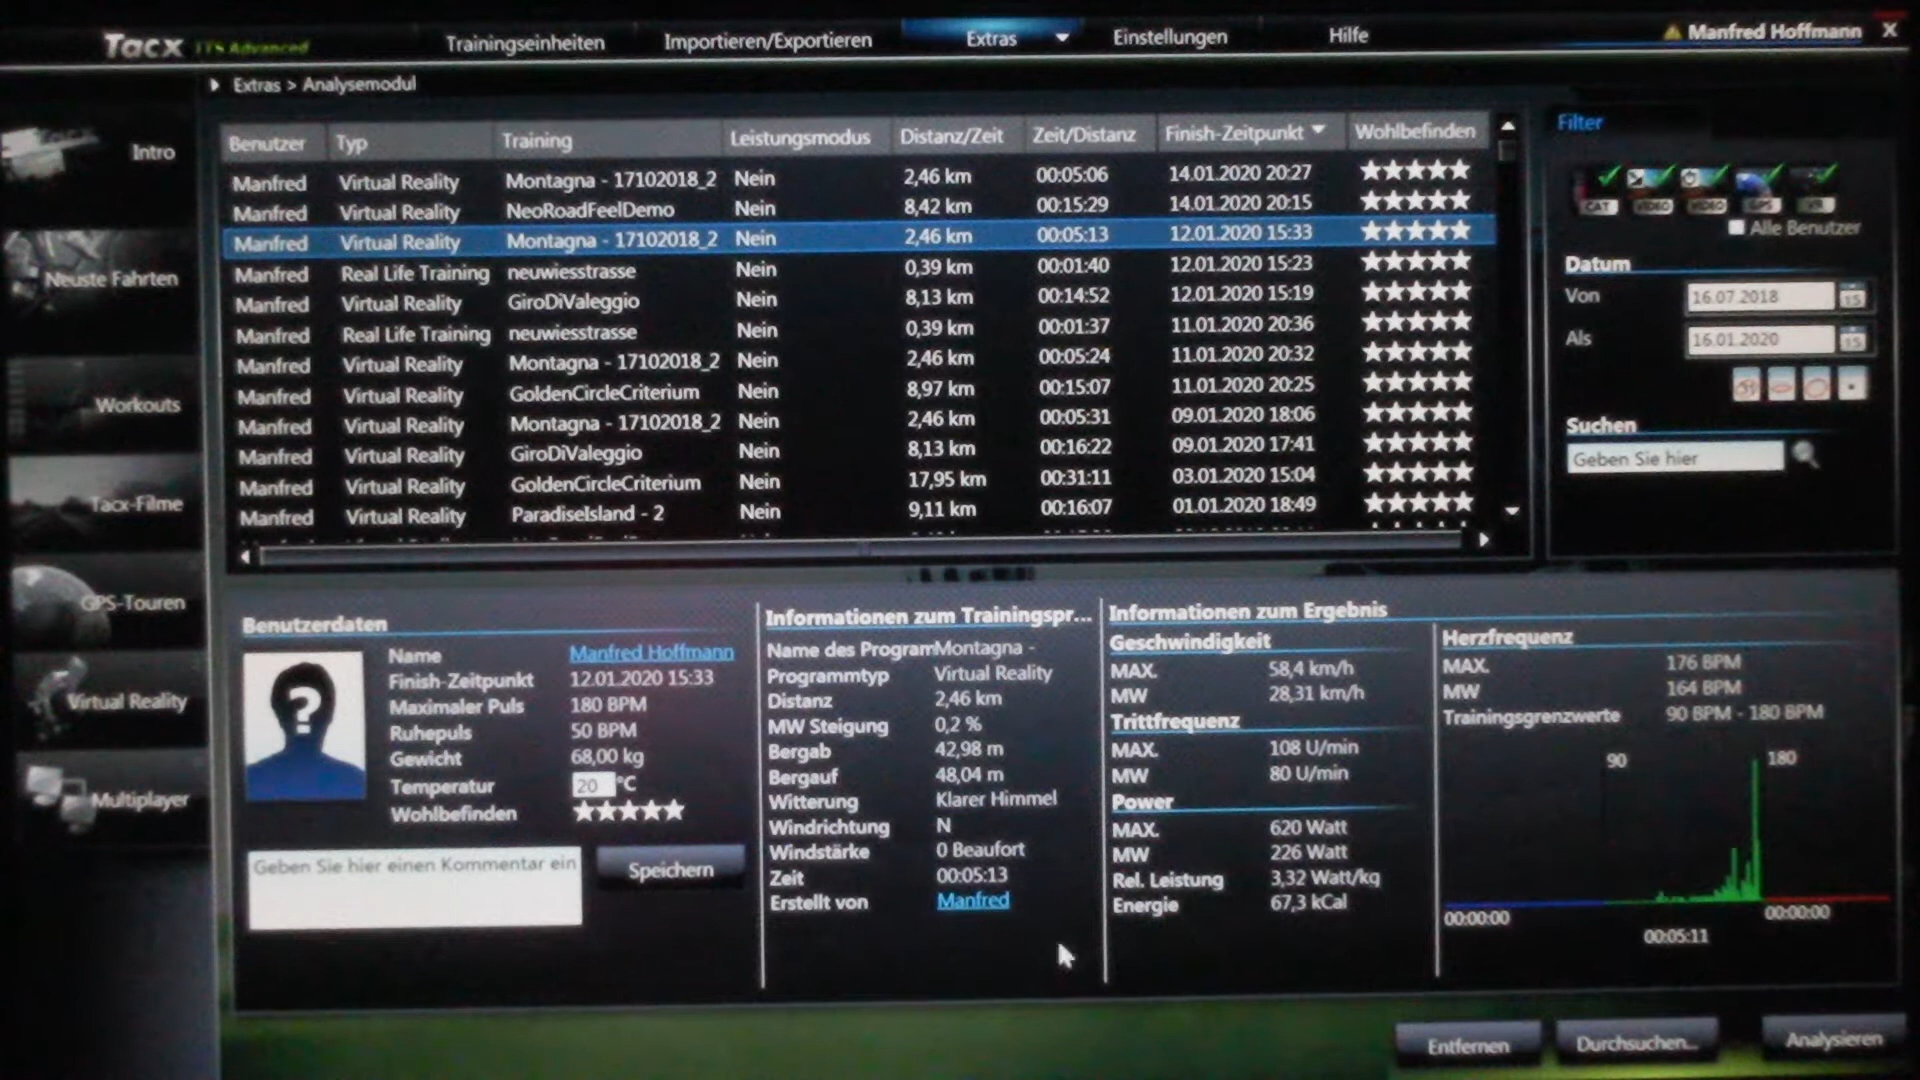 Tacx TTS Advanced
Trainingseinheiten Importieren/Exportieren Extras Einstellungen Hilfe Manfred Hoffmann X
Extras > Analysemodul
Intro
Neuste Fahrten
Workouts
Tacx-Filme
GPS-Touren
Virtual Reality
Multiplayer
Benutzer Typ Training Leistungsmodus Distanz/Zeit Zeit/Distanz Finish-Zeitpunkt Wohlbefinden
Manfred Virtual Reality Montagna - 17102018_2 Nein 2,46 km 00:05:06 14.01.2020 20:27
Manfred Virtual Reality NeoRoadFeelDemo Nein 8,42 km 00:15:29 14.01.2020 20:15
Manfred Virtual Reality Montagna - 17102018_2 Nein 2,46 km 00:05:13 12.01.2020 15:33
Manfred Real Life Training neuwiesstrasse Nein 0,39 km 00:01:40 12.01.2020 15:23
Manfred Virtual Reality GiroDiValeggio Nein 8,13 km 00:14:52 12.01.2020 15:19
Manfred Real Life Training neuwiesstrasse Nein 0,39 km 00:01:37 11.01.2020 20:36
Manfred Virtual Reality Montagna - 17102018_2 Nein 2,46 km 00:05:24 11.01.2020 20:32
Manfred Virtual Reality GoldenCircleCriterium Nein 8,97 km 00:15:07 11.01.2020 20:25
Manfred Virtual Reality Montagna - 17102018_2 Nein 2,46 km 00:05:31 09.01.2020 18:06
Manfred Virtual Reality GiroDiValeggio Nein 8,13 km 00:16:22 09.01.2020 17:41
Manfred Virtual Reality GoldenCircleCriterium Nein 17,95 km 00:31:11 03.01.2020 15:04
Manfred Virtual Reality ParadiseIsland - 2 Nein 9,11 km 00:16:07 01.01.2020 18:49
Filter
CAT VIDEO VIDEO GPS VR
Alle Benutzer
Datum
Von 16.07.2018 15
Als 16.01.2020 15
31
Suchen
Geben Sie hier
Benutzerdaten
Name Manfred Hoffmann
Finish-Zeitpunkt 12.01.2020 15:33
Maximaler Puls 180 BPM
Ruhepuls 50 BPM
Gewicht 68,00 kg
Temperatur 20 °C
Wohlbefinden
Geben Sie hier einen Kommentar ein
Speichern
Informationen zum Trainingspr...
Name des Program Montagna -
Programmtyp Virtual Reality
Distanz 2,46 km
MW Steigung 0,2 %
Bergab 42,98 m
Bergauf 48,04 m
Witterung Klarer Himmel
Windrichtung N
Windstärke 0 Beaufort
Zeit 00:05:13
Erstellt von Manfred
Informationen zum Ergebnis
Geschwindigkeit
MAX. 58,4 km/h
MW 28,31 km/h
Trittfrequenz
MAX. 108 U/min
MW 80 U/min
Power
MAX. 620 Watt
MW 226 Watt
Rel. Leistung 3,32 Watt/kg
Energie 67,3 kCal
Herzfrequenz
MAX. 176 BPM
MW 164 BPM
Trainingsgrenzwerte 90 BPM - 180 BPM
90 180
00:00:00 00:00:00
00:05:11
Entfernen Durchsuchen... Analysieren